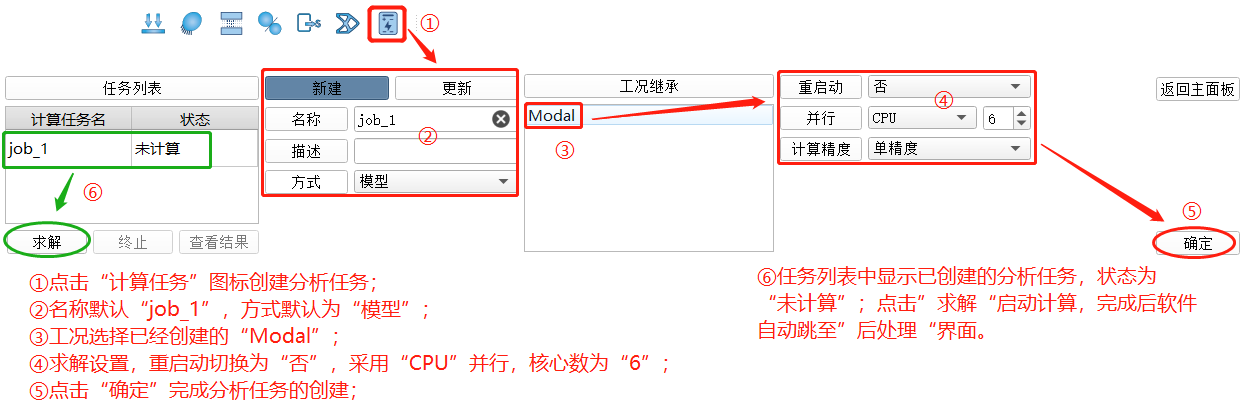 ①
任务列表
新建
更新
工况继承
重启动
否
返回主面板
计算任务名
状态
名称
job_1
Modal
④
并行
CPU
6
②
job_1
未计算
描述
③
计算精度
单精度
⑥
方式
模型
⑤
求解
终止
查看结果
确定
①点击“计算任务”图标创建分析任务；
②名称默认“job_1”，方式默认为“模型”；
③工况选择已经创建的“Modal”；
④求解设置，重启动切换为“否”，采用“CPU”并行，核心数为“6”；
⑤点击“确定”完成分析任务的创建；
⑥任务列表中显示已创建的分析任务，状态为
“未计算”；点击”求解“启动计算，完成后软件
自动跳至”后处理“界面。